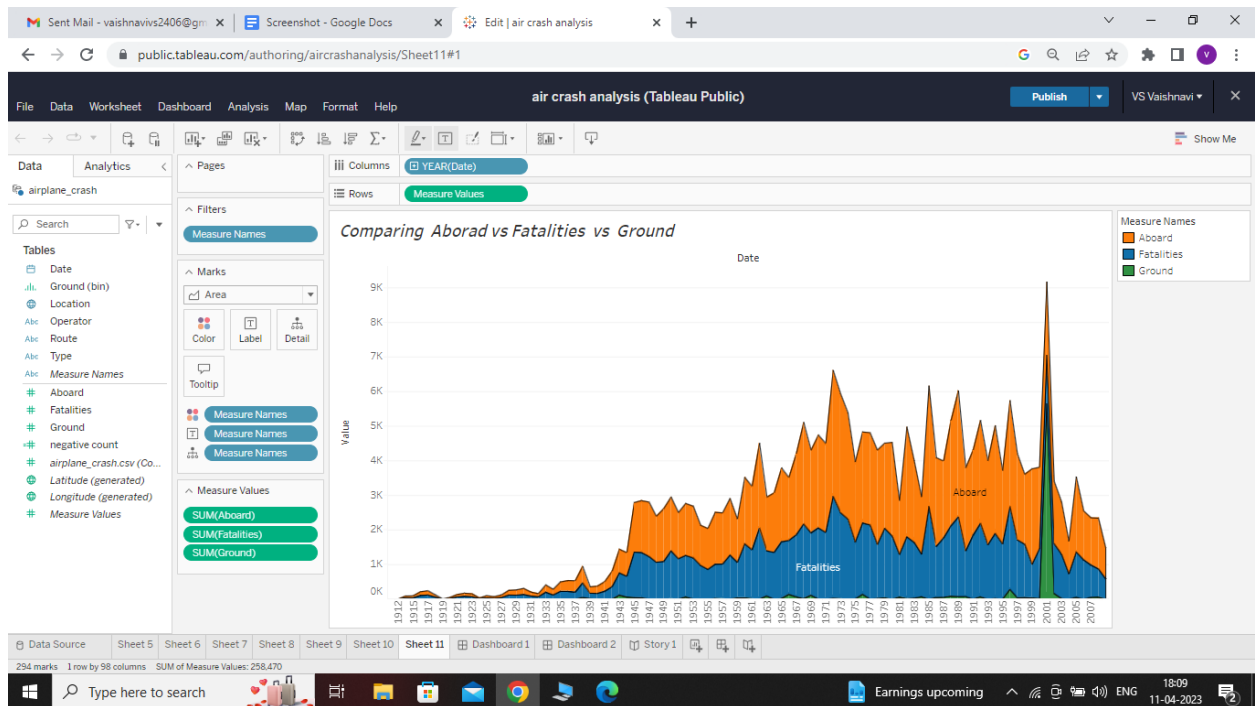 Sent Mail - vaishnavivs2406@gm
Screenshot - Google Docs
Edit | air crash analysis
public.tableau.com/authoring/aircrashanalysis/Sheet11#1
V
File Data Worksheet Dashboard Analysis Map Format Help
air crash analysis (Tableau Public)
Publish
VS Vaishnavi
Show Me
Data Analytics
airplane_crash
Search
Tables
Date
Ground (bin)
Location
Abc Operator
Abc Route
Abc Type
Abc Measure Names
# Aboard
# Fatalities
# Ground
=# negative count
# airplane_crash.csv (Co...
Latitude (generated)
Longitude (generated)
# Measure Values
Pages
Filters
Measure Names
Marks
Area
Color
Label
Detail
Tooltip
Measure Names
Measure Names
Measure Names
Measure Values
SUM(Aboard)
SUM(Fatalities)
SUM(Ground)
Columns
YEAR(Date)
Rows
Measure Values
Comparing Aborad vs Fatalities vs Ground
Date
Value
9K
8K
7K
6K
5K
4K
3K
2K
1K
0K
Aboard
Fatalities
1912 1915 1917 1919 1921 1923 1925 1927 1929 1931 1933 1935 1937 1939 1941 1943 1945 1947 1949 1951 1953 1955 1957 1959 1961 1963 1965 1967 1969 1971 1973 1975 1977 1979 1981 1983 1985 1987 1989 1991 1993 1995 1997 1999 2001 2003 2005 2007
Measure Names
Aboard
Fatalities
Ground
Data Source Sheet 5 Sheet 6 Sheet 7 Sheet 8 Sheet 9 Sheet 10 Sheet 11 Dashboard 1 Dashboard 2 Story 1
294 marks 1 row by 98 columns SUM of Measure Values: 258,470
Type here to search
Earnings upcoming
ENG
18:09
11-04-2023
2